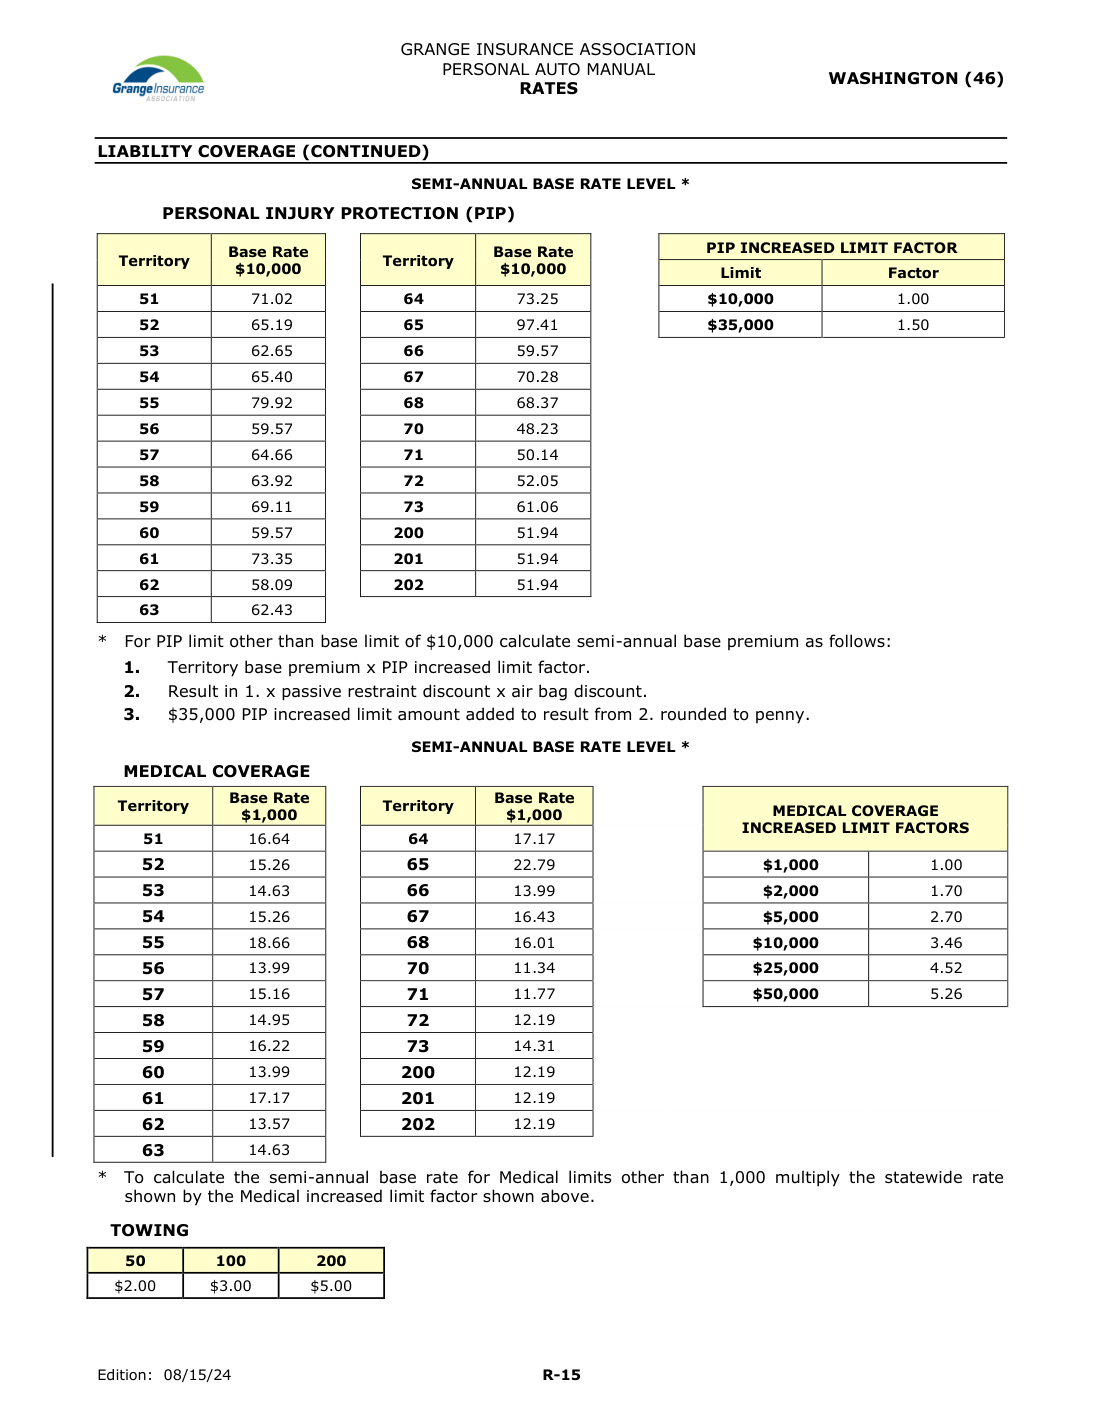 GRANGE INSURANCE ASSOCIATION
PERSONAL AUTO MANUAL
RATES
WASHINGTON (46)
GrangeInsurance
ASSOCIATION
LIABILITY COVERAGE (CONTINUED)
SEMI-ANNUAL BASE RATE LEVEL *
PERSONAL INJURY PROTECTION (PIP)
Territory Base Rate $10,000
51 71.02
52 65.19
53 62.65
54 65.40
55 79.92
56 59.57
57 64.66
58 63.92
59 69.11
60 59.57
61 73.35
62 58.09
63 62.43
Territory Base Rate $10,000
64 73.25
65 97.41
66 59.57
67 70.28
68 68.37
70 48.23
71 50.14
72 52.05
73 61.06
200 51.94
201 51.94
202 51.94
PIP INCREASED LIMIT FACTOR
Limit Factor
$10,000 1.00
$35,000 1.50
* For PIP limit other than base limit of $10,000 calculate semi-annual base premium as follows:
1. Territory base premium x PIP increased limit factor.
2. Result in 1. x passive restraint discount x air bag discount.
3. $35,000 PIP increased limit amount added to result from 2. rounded to penny.
SEMI-ANNUAL BASE RATE LEVEL *
MEDICAL COVERAGE
Territory Base Rate $1,000
51 16.64
52 15.26
53 14.63
54 15.26
55 18.66
56 13.99
57 15.16
58 14.95
59 16.22
60 13.99
61 17.17
62 13.57
63 14.63
Territory Base Rate $1,000
64 17.17
65 22.79
66 13.99
67 16.43
68 16.01
70 11.34
71 11.77
72 12.19
73 14.31
200 12.19
201 12.19
202 12.19
MEDICAL COVERAGE
INCREASED LIMIT FACTORS
$1,000 1.00
$2,000 1.70
$5,000 2.70
$10,000 3.46
$25,000 4.52
$50,000 5.26
* To calculate the semi-annual base rate for Medical limits other than 1,000 multiply the statewide rate
shown by the Medical increased limit factor shown above.
TOWING
50 100 200
$2.00 $3.00 $5.00
Edition: 08/15/24
R-15